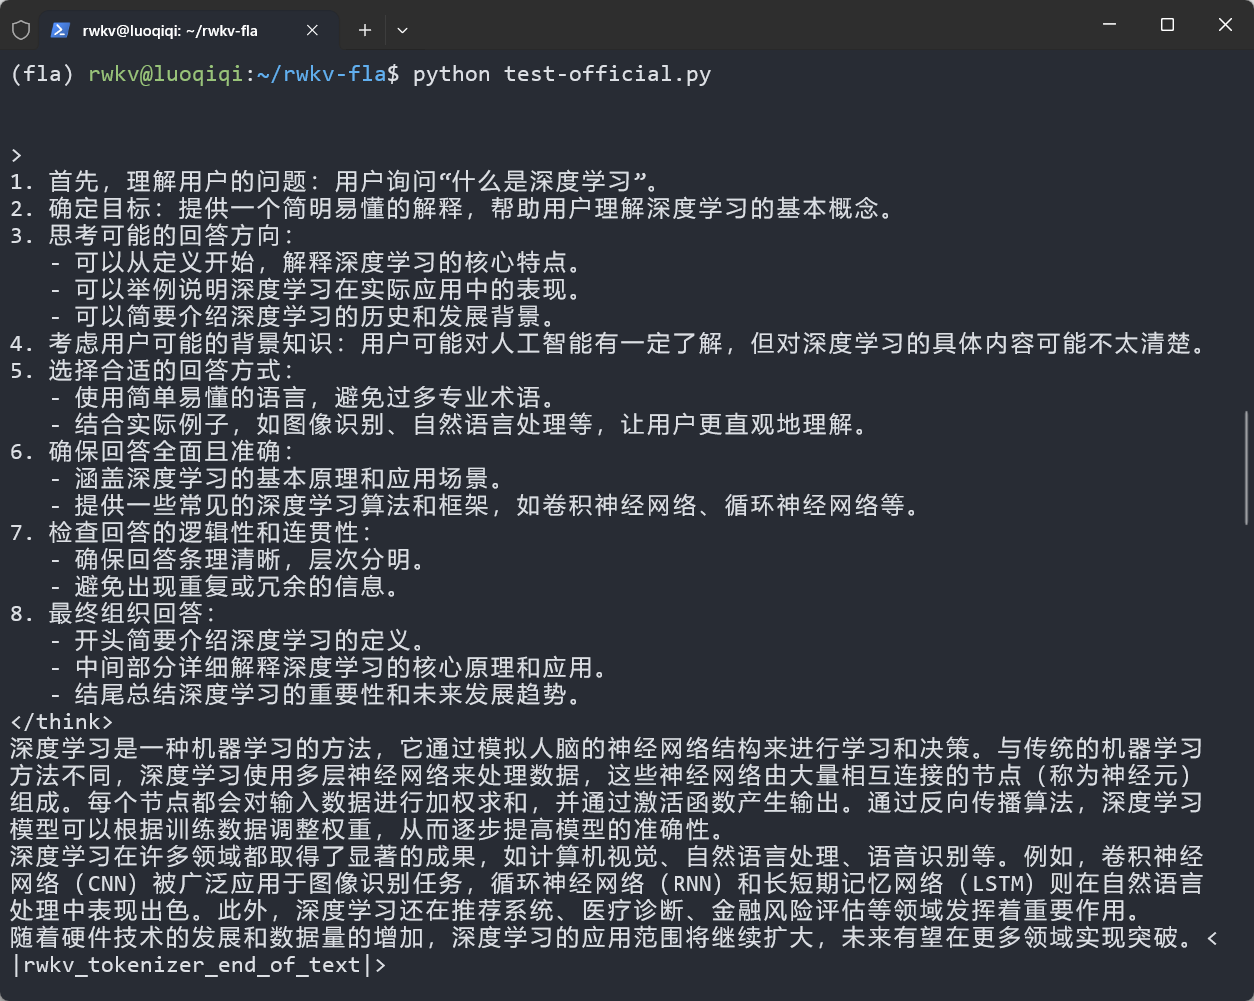 rwkv@luoqiqi: ~/rwkv-fla
(fla) rwkv@luoqiqi:~/rwkv-fla$ python test-official.py
>
1. 首先，理解用户的问题：用户询问“什么是深度学习”。
2. 确定目标：提供一个简明易懂的解释，帮助用户理解深度学习的基本概念。
3. 思考可能的回答方向：
- 可以从定义开始，解释深度学习的核心特点。
- 可以举例说明深度学习在实际应用中的表现。
- 可以简要介绍深度学习的历史和发展背景。
4. 考虑用户可能的背景知识：用户可能对人工智能有一定了解，但对深度学习的具体内容可能不太清楚。
5. 选择合适的回答方式：
- 使用简单易懂的语言，避免过多专业术语。
- 结合实际例子，如图像识别、自然语言处理等，让用户更直观地理解。
6. 确保回答全面且准确：
- 涵盖深度学习的基本原理和应用场景。
- 提供一些常见的深度学习算法和框架，如卷积神经网络、循环神经网络等。
7. 检查回答的逻辑性和连贯性：
- 确保回答条理清晰，层次分明。
- 避免出现重复或冗余的信息。
8. 最终组织回答：
- 开头简要介绍深度学习的定义。
- 中间部分详细解释深度学习的核心原理和应用。
- 结尾总结深度学习的重要性和未来发展趋势。
</think>
深度学习是一种机器学习的方法，它通过模拟人脑的神经网络结构来进行学习和决策。与传统的机器学习
方法不同，深度学习使用多层神经网络来处理数据，这些神经网络由大量相互连接的节点（称为神经元）
组成。每个节点都会对输入数据进行加权求和，并通过激活函数产生输出。通过反向传播算法，深度学习
模型可以根据训练数据调整权重，从而逐步提高模型的准确性。
深度学习在许多领域都取得了显著的成果，如计算机视觉、自然语言处理、语音识别等。例如，卷积神经
网络（CNN）被广泛应用于图像识别任务，循环神经网络（RNN）和长短期记忆网络（LSTM）则在自然语言
处理中表现出色。此外，深度学习还在推荐系统、医疗诊断、金融风险评估等领域发挥着重要作用。
随着硬件技术的发展和数据量的增加，深度学习的应用范围将继续扩大，未来有望在更多领域实现突破。<
|rwkv_tokenizer_end_of_text|>